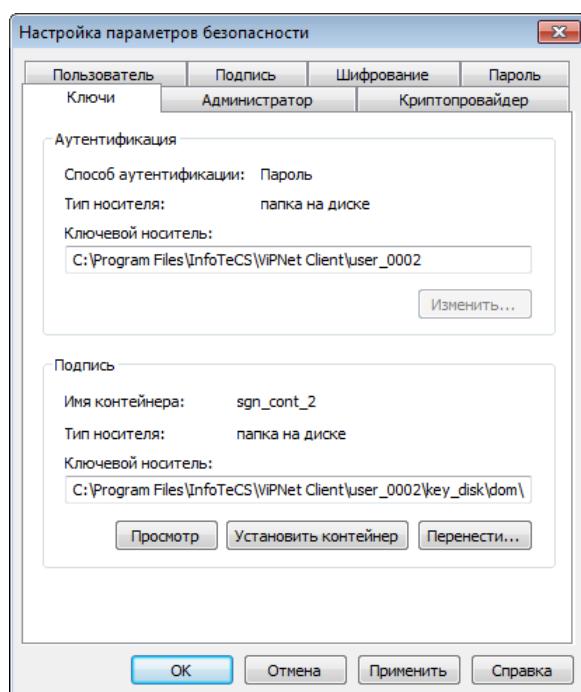 Настройка параметров безопасности
Пользователь Подпись Шифрование Пароль
Ключи Администратор Криптопровайдер
Аутентификация
Способ аутентификации: Пароль
Тип носителя: папка на диске
Ключевой носитель:
C:\Program Files\InfoTeCS\ViPNet Client\user_0002
Изменить...
Подпись
Имя контейнера: sgn_cont_2
Тип носителя: папка на диске
Ключевой носитель:
C:\Program Files\InfoTeCS\ViPNet Client\user_0002\key_disk\dom\
Просмотр Установить контейнер Перенести...
OK Отмена Применить Справка